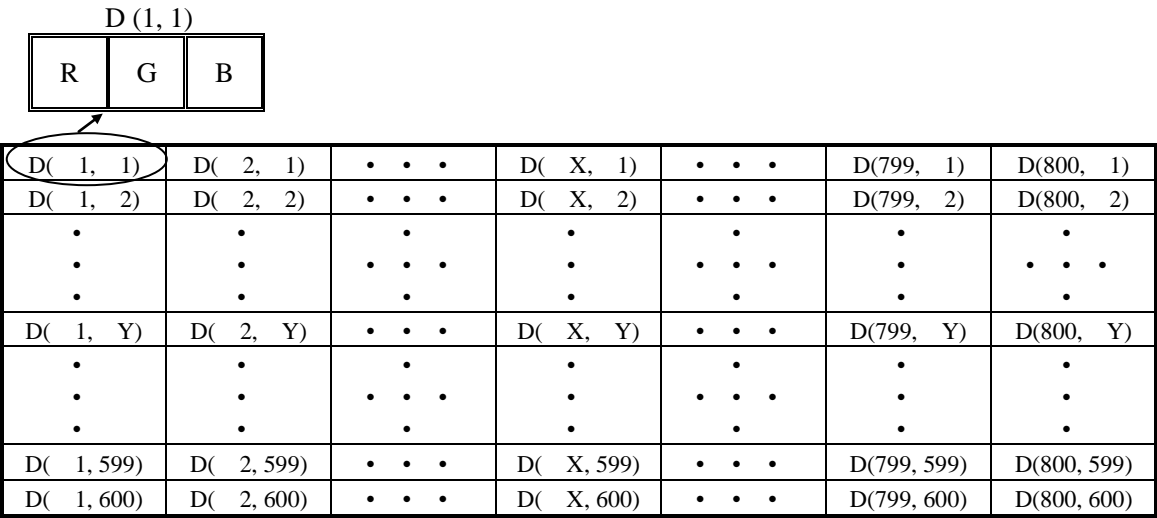 D (1, 1)
R G B
D( 1, 1) D( 2, 1) • • • D( X, 1) • • • D(799, 1) D(800, 1)
D( 1, 2) D( 2, 2) • • • D( X, 2) • • • D(799, 2) D(800, 2)
• • • • • • •
• • • • • • • • • • • • •
• • • • • • •
D( 1, Y) D( 2, Y) • • • D( X, Y) • • • D(799, Y) D(800, Y)
• • • • • • •
• • • • • • • • • • •
• • • • • • •
D( 1, 599) D( 2, 599) • • • D( X, 599) • • • D(799, 599) D(800, 599)
D( 1, 600) D( 2, 600) • • • D( X, 600) • • • D(799, 600) D(800, 600)